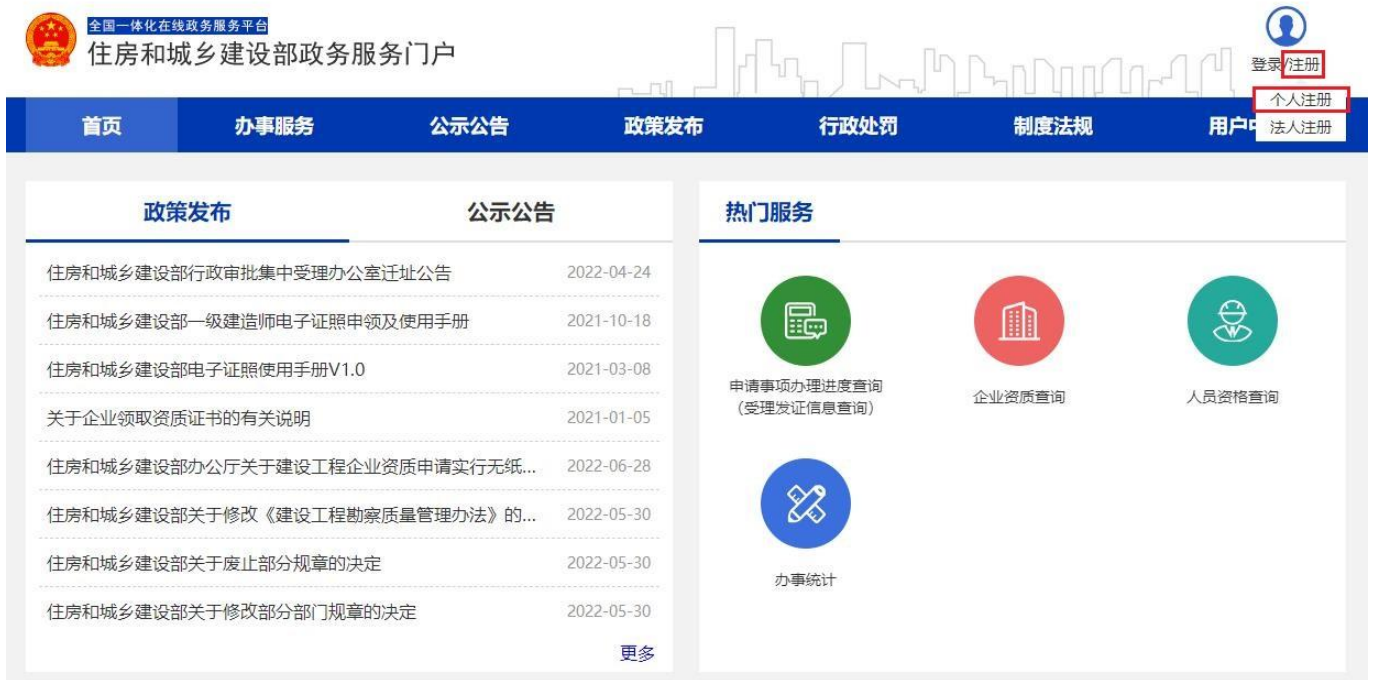 全国一体化在线政务服务平台
住房和城乡建设部政务服务门户
登录/注册
个人注册
法人注册
首页 办事服务 公示公告 政策发布 行政处罚 制度法规 用户中
政策发布 公示公告
住房和城乡建设部行政审批集中受理办公室迁址公告 2022-04-24
住房和城乡建设部一级建造师电子证照申领及使用手册 2021-10-18
住房和城乡建设部电子证照使用手册V1.0 2021-03-08
关于企业领取资质证书的有关说明 2021-01-05
住房和城乡建设部办公厅关于建设工程企业资质申请实行无纸... 2022-06-28
住房和城乡建设部关于修改《建设工程勘察质量管理办法》的... 2022-05-30
住房和城乡建设部关于废止部分规章的决定 2022-05-30
住房和城乡建设部关于修改部分部门规章的决定 2022-05-30
更多
热门服务
申请事项办理进度查询
（受理发证信息查询）
企业资质查询
人员资格查询
办事统计